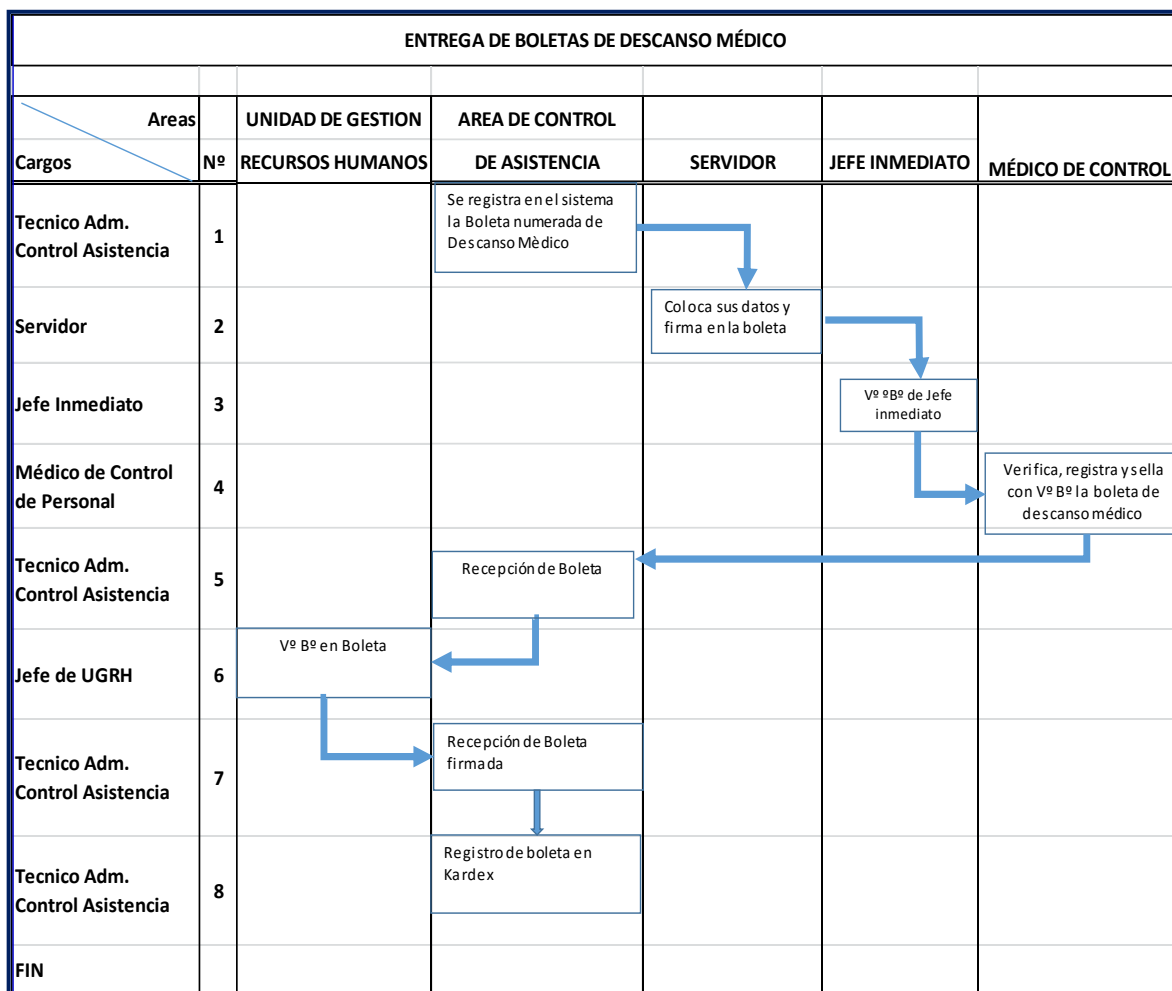 ENTREGA DE BOLETAS DE DESCANSO MÉDICO
Areas
UNIDAD DE GESTION
AREA DE CONTROL
Cargos
Nº
RECURSOS HUMANOS
DE ASISTENCIA
SERVIDOR
JEFE INMEDIATO
MÉDICO DE CONTROL
Tecnico Adm.
Control Asistencia
1
Se registra en el sistema
la Boleta numerada de
Descanso Mèdico
Servidor
2
Coloca sus datos y
firma en la boleta
Jefe Inmediato
3
Vº ºBº de Jefe
inmediato
Médico de Control
de Personal
4
Verifica, registra y sella
con Vº Bº la boleta de
descanso médico
Tecnico Adm.
Control Asistencia
5
Recepción de Boleta
Jefe de UGRH
6
Vº Bº en Boleta
Tecnico Adm.
Control Asistencia
7
Recepción de Boleta
firmada
Tecnico Adm.
Control Asistencia
8
Registro de boleta en
Kardex
FIN